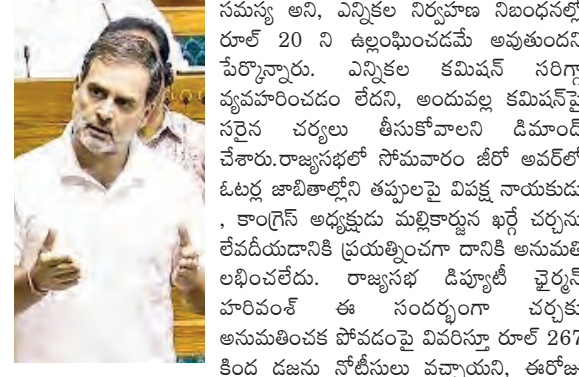 సమస్య అని, ఎన్నికల నిర్వహణ నిబంధనల్లో
రూల్ 20 ని ఉల్లంఘించడమే అవుతుందని
పేర్కొన్నారు. ఎన్నికల కమిషన్ సరిగ్గా
వ్యవహరించడం లేదని, అందువల్ల కమిషన్‌పై
సరైన చర్యలు తీసుకోవాలని డిమాండ్
చేశారు.రాజ్యసభలో సోమవారం జీరో అవర్‌లో
ఓటర్ల జాబితాల్లోని తప్పులపై విపక్ష నాయకుడు
, కాంగ్రెస్ అధ్యక్షుడు మల్లికార్జున ఖర్గే చర్చను
లేవదీయడానికి ప్రయత్నించగా దానికి అనుమతి
లభించలేదు. రాజ్యసభ డిప్యూటీ ఛైర్మన్
హరివంశ్ ఈ సందర్భంగా చర్చకు
అనుమతించక పోవడంపై వివరిస్తూ రూల్ 267
కింద డజను నోటీసులు వచ్చాయని, ఈరోజు